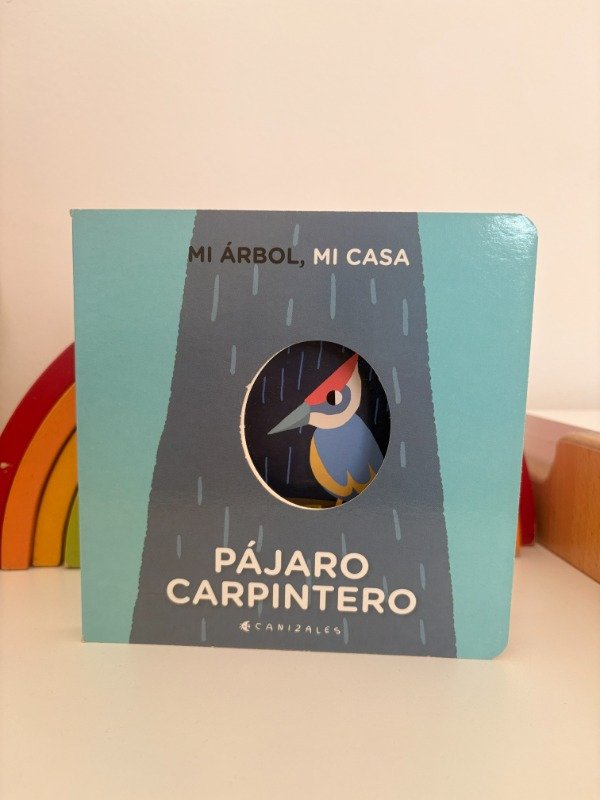 MI ÁRBOL, MI CASA
PÁJARO
CARPINTERO
CANIZALES